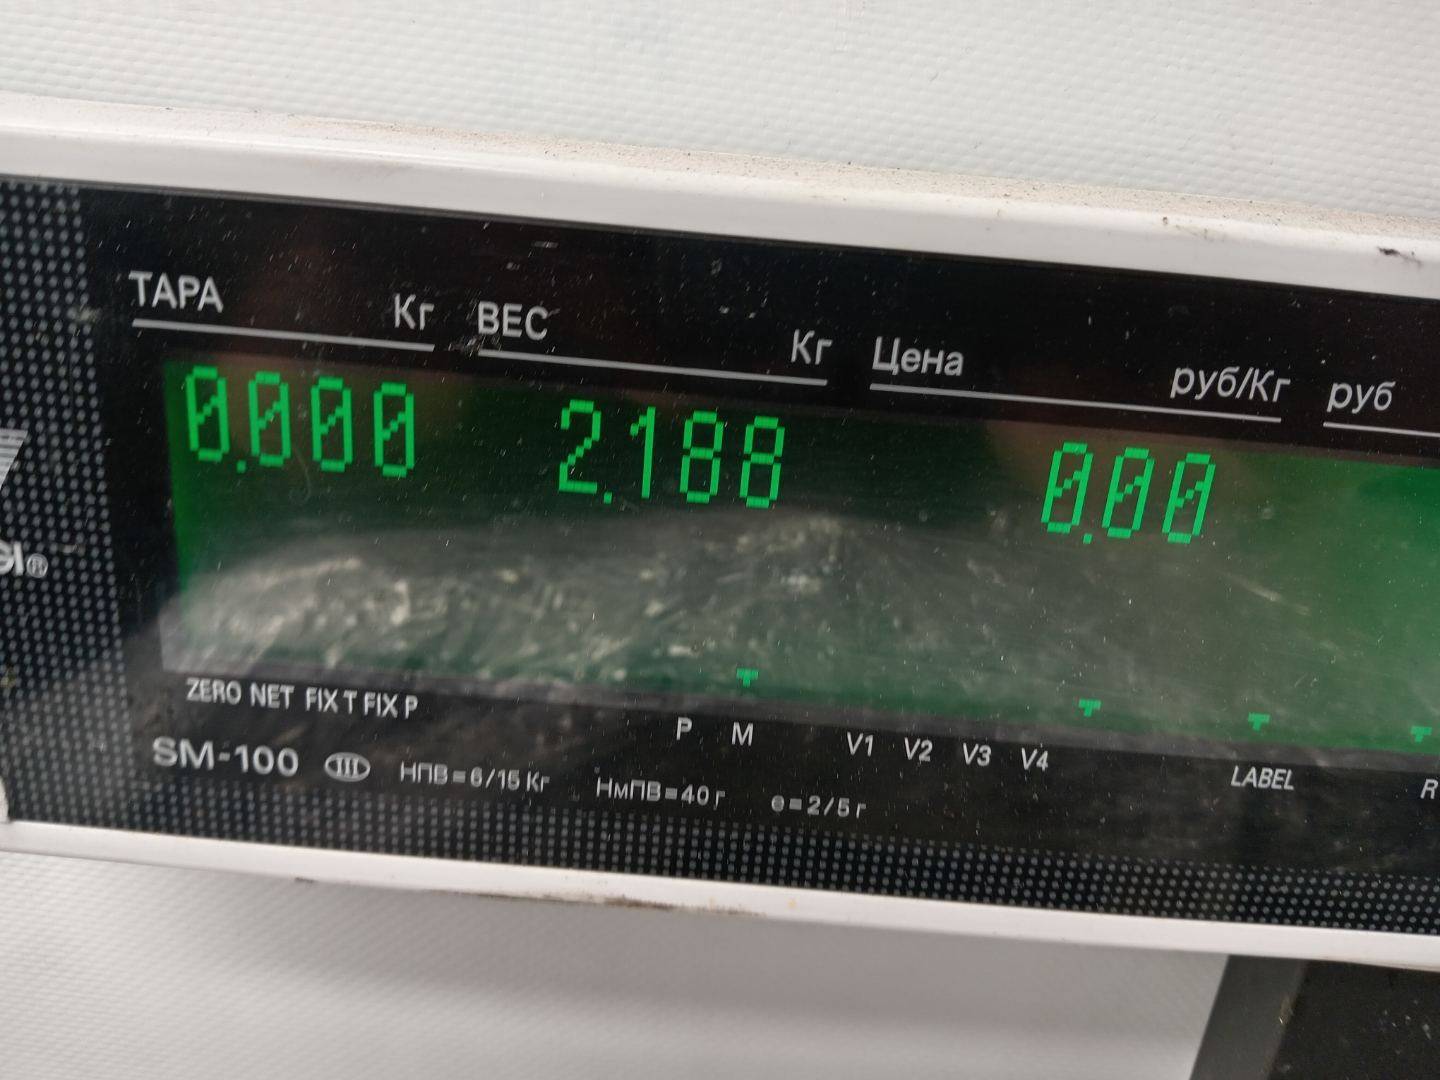 ТАРА Кг ВЕС Кг Цена руб/Кг руб
0.000 2.188 0.00
ZERO NET FIX T FIX P P M V1 V2 V3 V4 LABEL R
SM-100 III НПВ=6/15 Кг НмПВ=40 г e=2/5 г